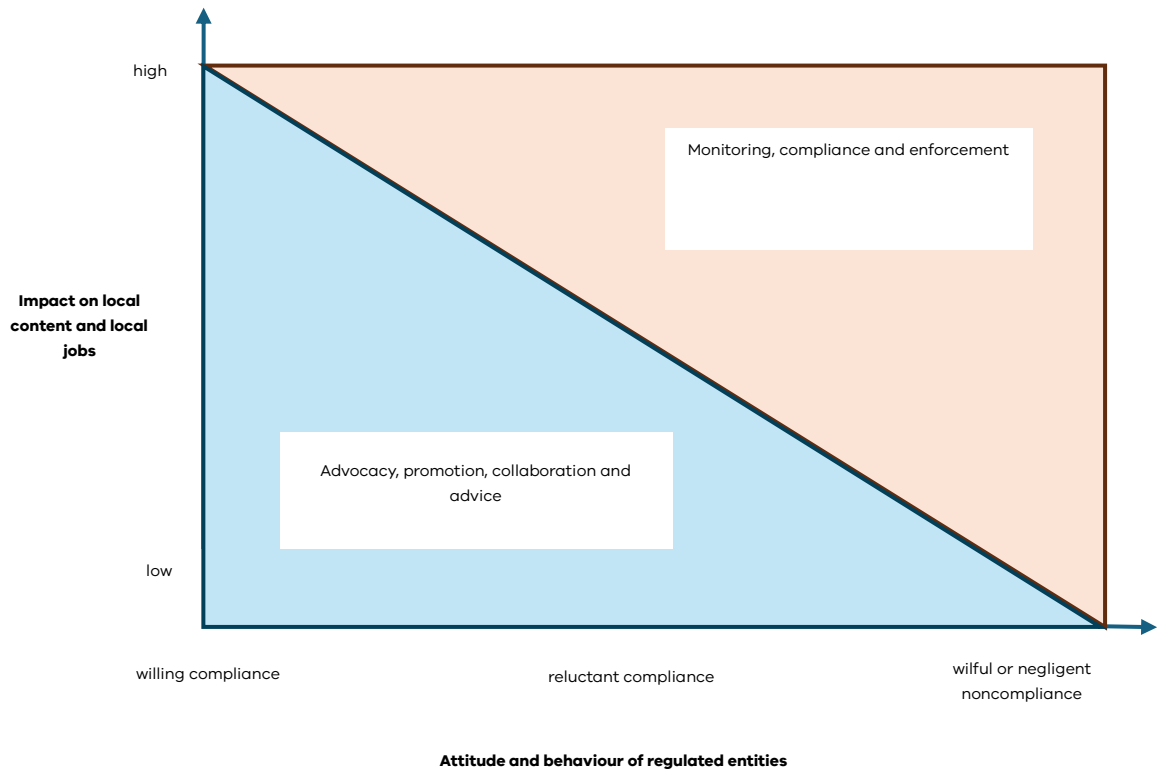 high
Monitoring, compliance and enforcement
Impact on local
content and local
jobs
Advocacy, promotion, collaboration and
advice
low
willing compliance
reluctant compliance
wilful or negligent
noncompliance
Attitude and behaviour of regulated entities